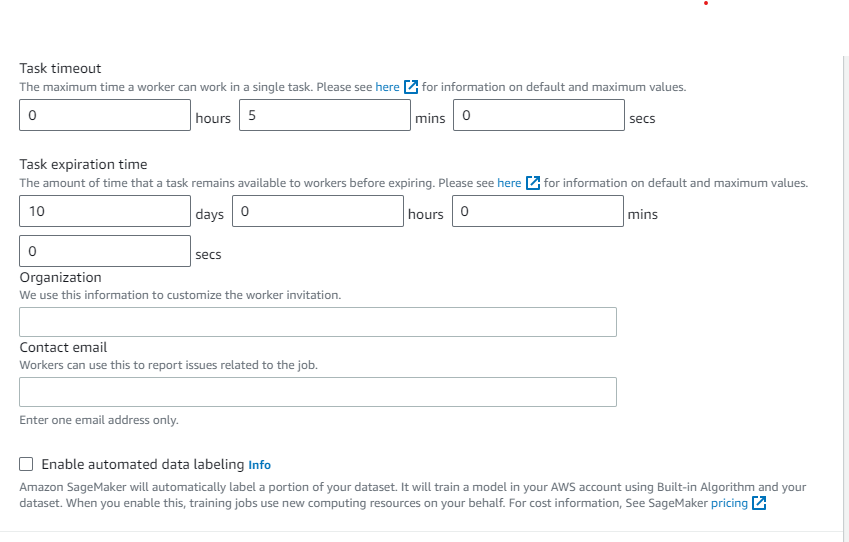 Task timeout
The maximum time a worker can work in a single task. Please see here for information on default and maximum values.
0 hours 5 mins 0 secs
Task expiration time
The amount of time that a task remains available to workers before expiring. Please see here for information on default and maximum values.
10 days 0 hours 0 mins
0 secs
Organization
We use this information to customize the worker invitation.
Contact email
Workers can use this to report issues related to the job.
Enter one email address only.
Enable automated data labeling Info
Amazon SageMaker will automatically label a portion of your dataset. It will train a model in your AWS account using Built-in Algorithm and your
dataset. When you enable this, training jobs use new computing resources on your behalf. For cost information, See SageMaker pricing